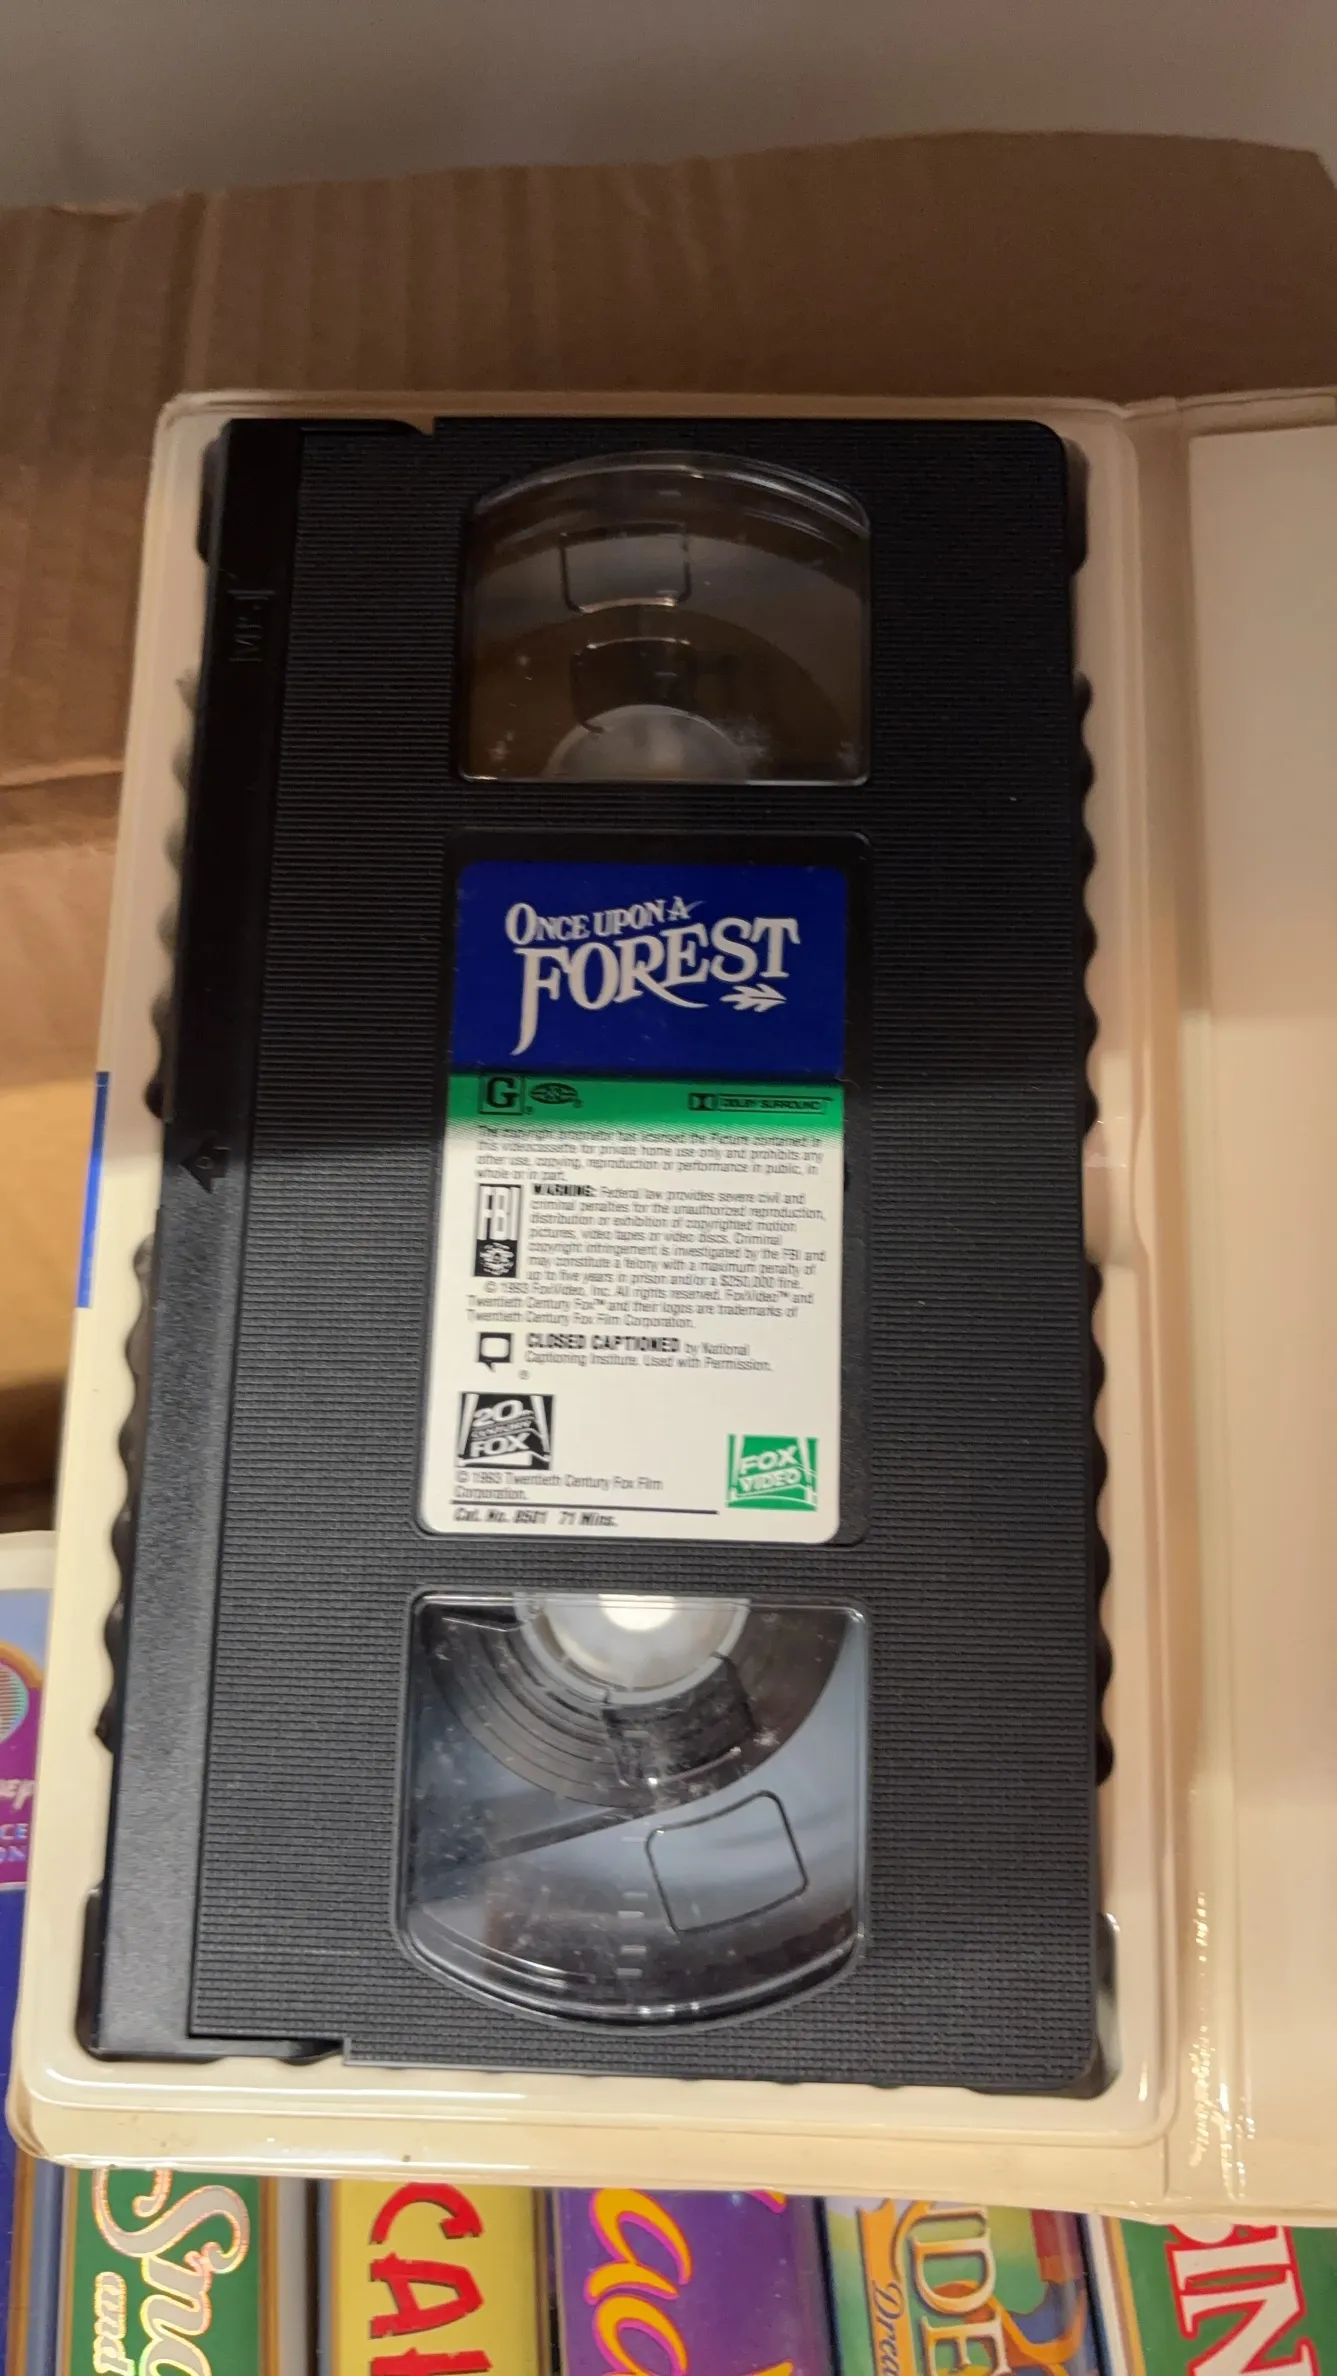 VHS
ONCE UPON A
FOREST
G
DOLBY SURROUND
The copyright proprietor has licensed the Picture contained in
this videocassette for private home use only and prohibits any
other use, copying, reproduction or performance in public, in
whole or in part.
FBI
WARNING: Federal law provides severe civil and
criminal penalties for the unauthorized reproduction,
distribution or exhibition of copyrighted motion
pictures, video tapes or video discs. Criminal
copyright infringement is investigated by the FBI and
may constitute a felony with a maximum penalty of
up to five years in prison and/or a $250,000 fine.
© 1993 FoxVideo, Inc. All rights reserved. FoxVideo™ and
Twentieth Century Fox™ and their logos are trademarks of
Twentieth Century Fox Film Corporation.
CLOSED CAPTIONED by National
Captioning Institute. Used with Permission.
®
20th
CENTURY
FOX
FOX
VIDEO
© 1993 Twentieth Century Fox Film
Corporation.
Cat. No. 8501 71 Mins.
Sno
and
CAL
Drea